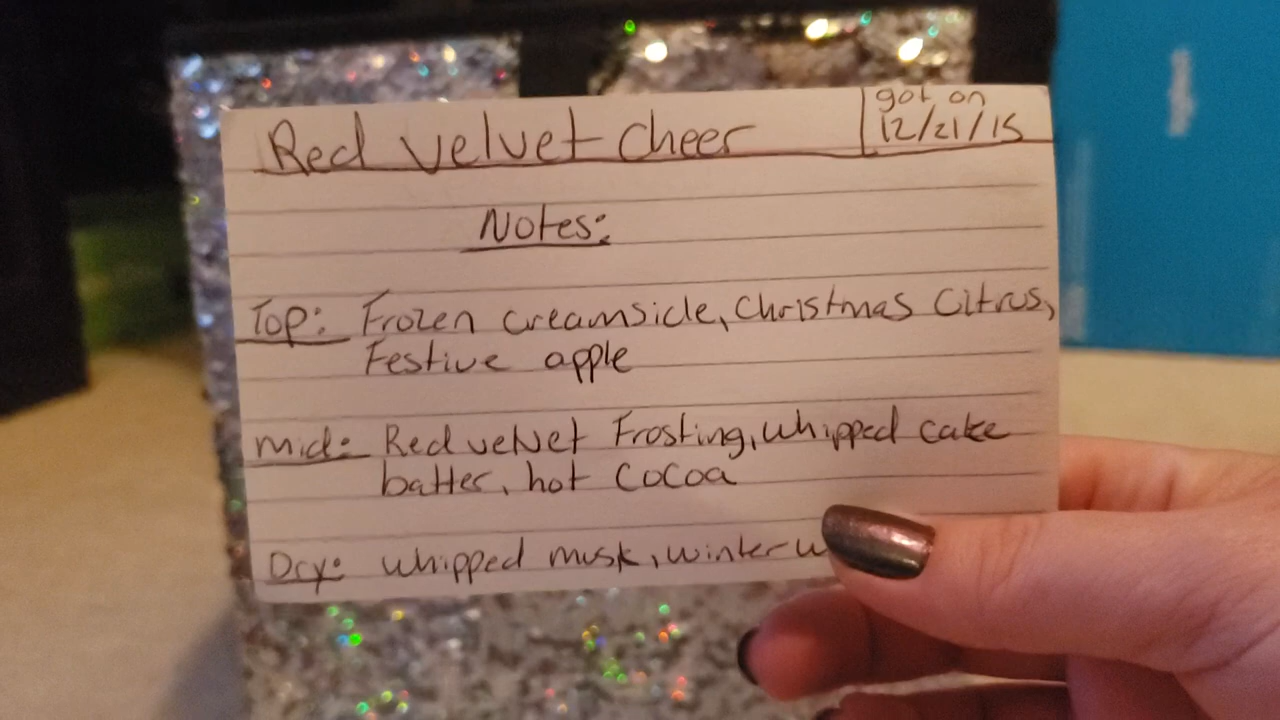 Red velvet cheer
got on
12/21/15
Notes:
Top: Frozen creamsicle, Christmas Citrus,
Festive apple
Mid: Red velvet Frosting, whipped cake
batter, hot cocoa
Dry: whipped musk, winter